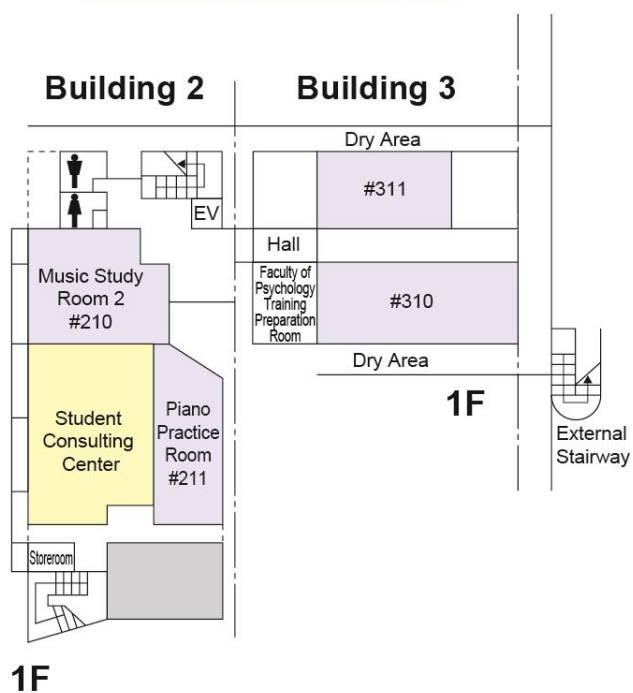 Building 2
Building 3
Dry Area
#311
EV
Hall
Music Study
Room 2
#210
Faculty of
Psychology
Training
Preparation
Room
#310
Dry Area
1F
Student
Consulting
Center
Piano
Practice
Room
#211
External
Stairway
Storeroom
1F